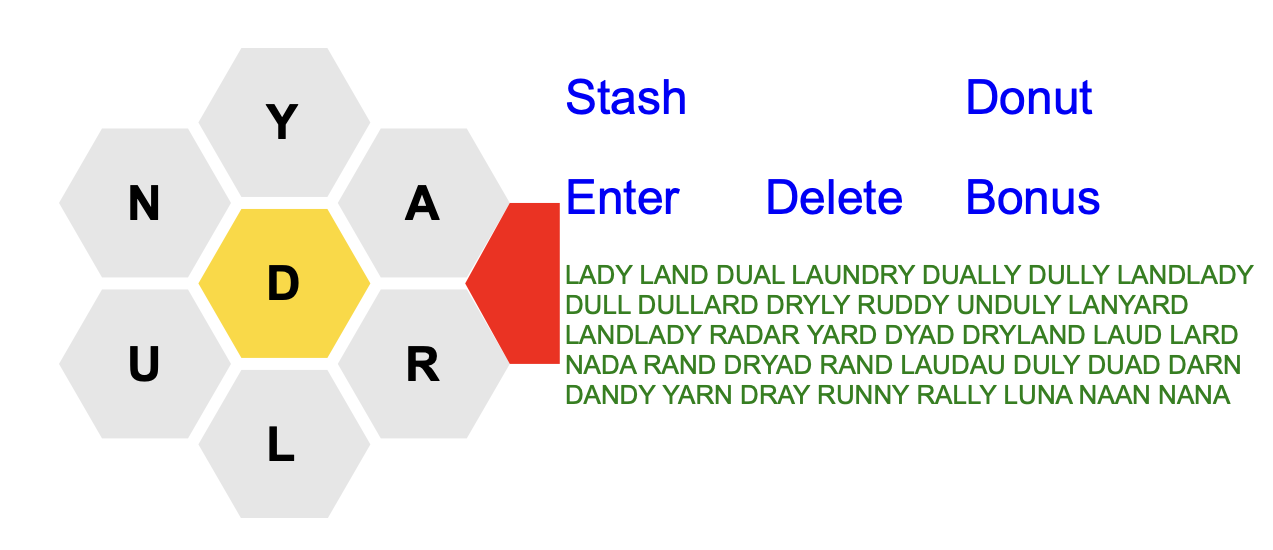 Y
N
A
D
U
R
L
Stash Donut
Enter Delete Bonus
LADY LAND DUAL LAUNDRY DUALLY DULLY LANDLADY
DULL DULLARD DRYLY RUDDY UNDULY LANYARD
LANDLADY RADAR YARD DYAD DRYLAND LAUD LARD
NADA RAND DRYAD RAND LAUDAU DULY DUAD DARN
DANDY YARN DRAY RUNNY RALLY LUNA NAAN NANA